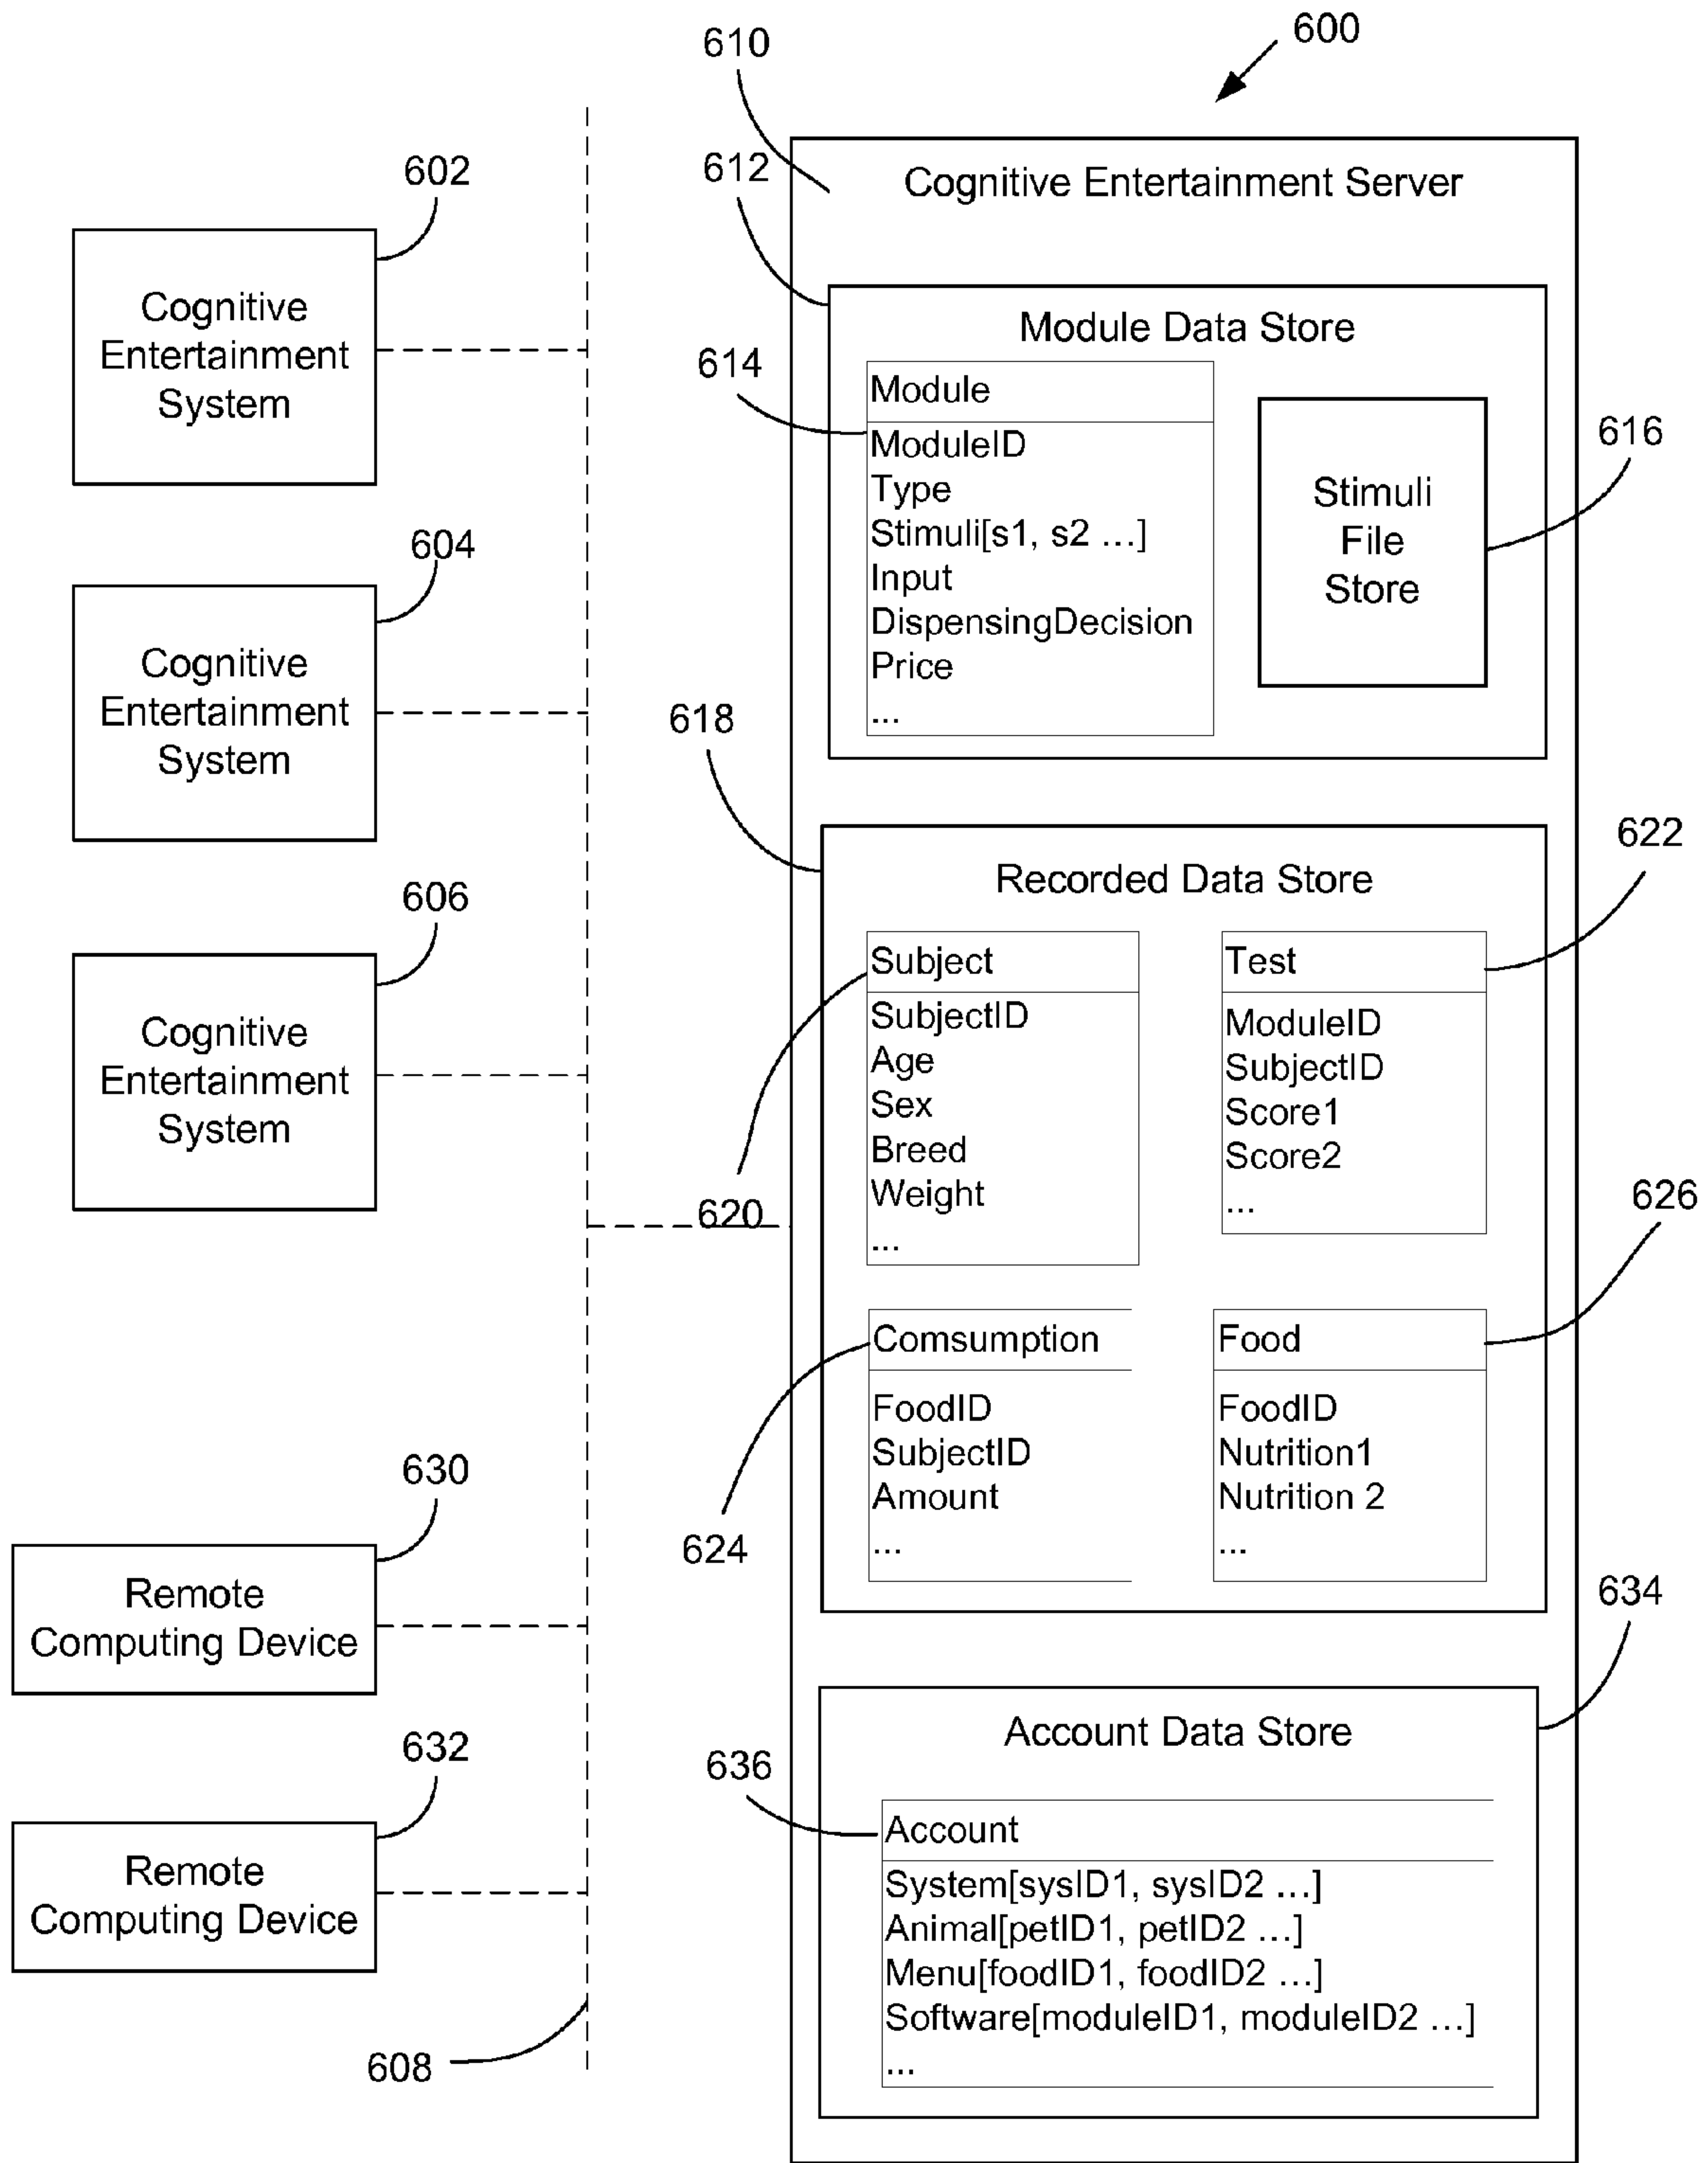 600
610
Cognitive Entertainment Server
612
Module Data Store
614
Module
ModuleID
Type
Stimuli[s1, s2 ...]
Input
DispensingDecision
Price
...
616
Stimuli
File
Store
602
Cognitive
Entertainment
System
604
Cognitive
Entertainment
System
606
Cognitive
Entertainment
System
618
Recorded Data Store
620
Subject
SubjectID
Age
Sex
Breed
Weight
...
622
Test
ModuleID
SubjectID
Score1
Score2
...
624
Comsumption
FoodID
SubjectID
Amount
...
626
Food
FoodID
Nutrition1
Nutrition 2
...
630
Remote
Computing Device
632
Remote
Computing Device
608
634
Account Data Store
636
Account
System[sysID1, sysID2 ...]
Animal[petID1, petID2 ...]
Menu[foodID1, foodID2 ...]
Software[moduleID1, moduleID2 ...]
...